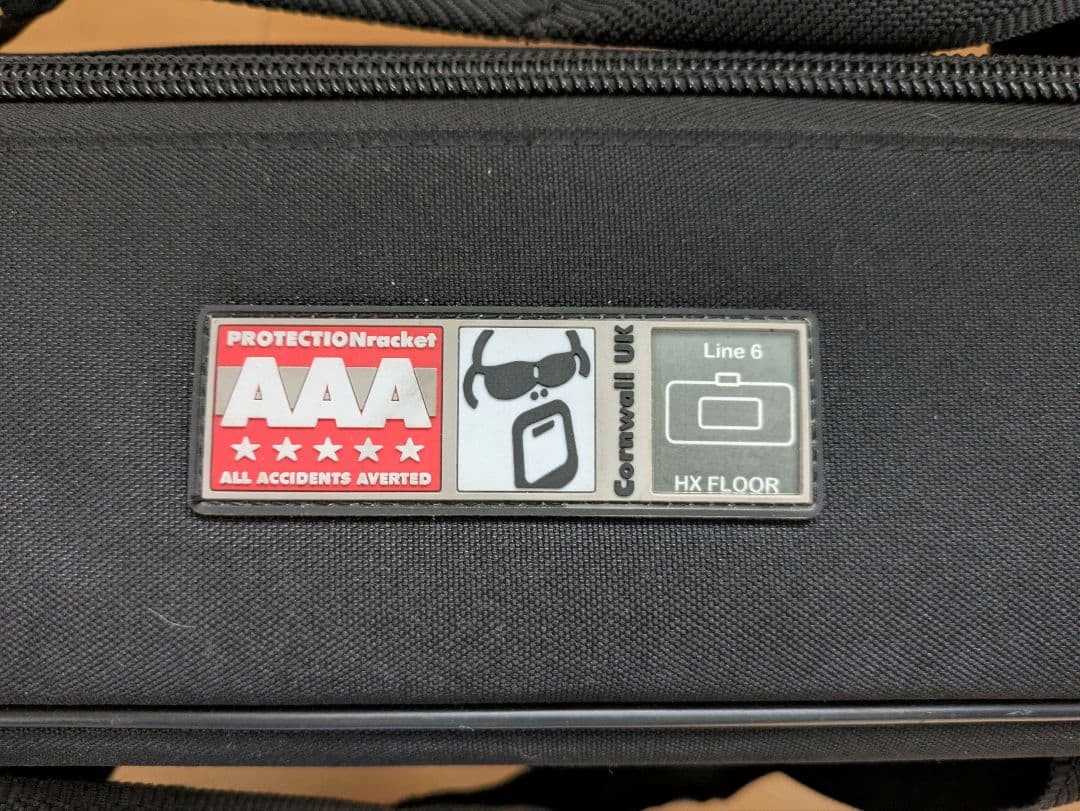 PROTECTIONracket
AAA
ALL ACCIDENTS AVERTED
Cornwall UK
Line 6
HX FLOOR